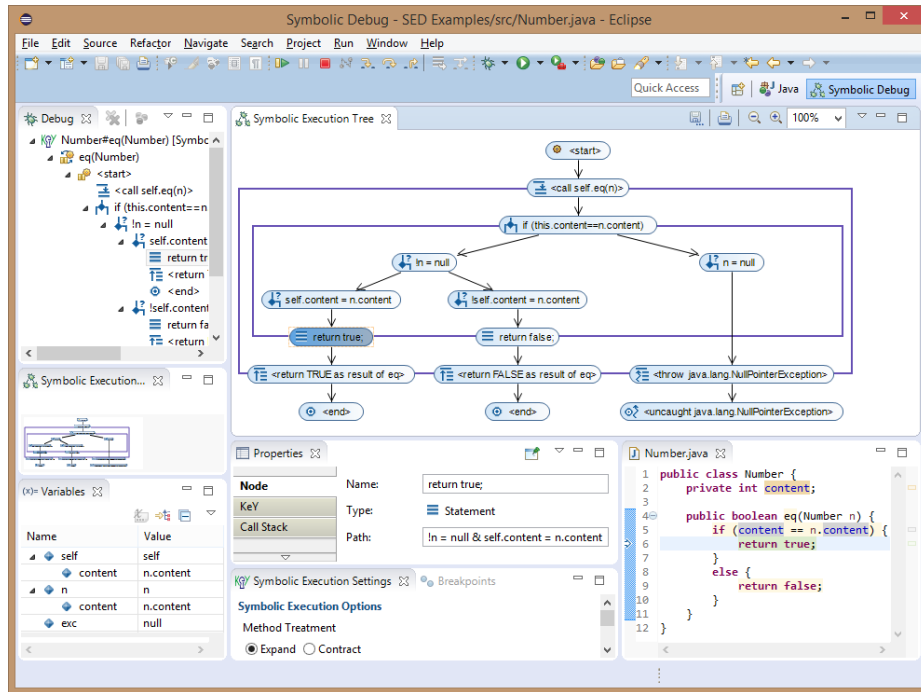 Symbolic Debug - SED Examples/src/Number.java - Eclipse
File Edit Source Refactor Navigate Search Project Run Window Help
Quick Access
Java
Symbolic Debug
Debug
Number#eq(Number) [Symbc
eq(Number)
<start>
<call self.eq(n)>
if (this.content==n
!n = null
self.content
return tr
<return
<end>
!self.content
return fa
<return
Symbolic Execution Tree
100%
<start>
<call self.eq(n)>
if (this.content==n.content)
!n = null
n = null
self.content = n.content
!self.content = n.content
return true;
return false;
<return TRUE as result of eq>
<return FALSE as result of eq>
<throw java.lang.NullPointerException>
<end>
<end>
<uncaught java.lang.NullPointerException>
Symbolic Execution...
(x)= Variables
Name Value
self self
content n.content
n n
content n.content
exc null
Properties
Node
KeY
Call Stack
Name: return true;
Type: Statement
Path: !n = null & self.content = n.content
KeY Symbolic Execution Settings
Breakpoints
Symbolic Execution Options
Method Treatment
Expand Contract
Number.java
1 public class Number {
2 private int content;
3
4 public boolean eq(Number n) {
5 if (content == n.content) {
6 return true;
7 }
8 else {
9 return false;
10 }
11 }
12 }